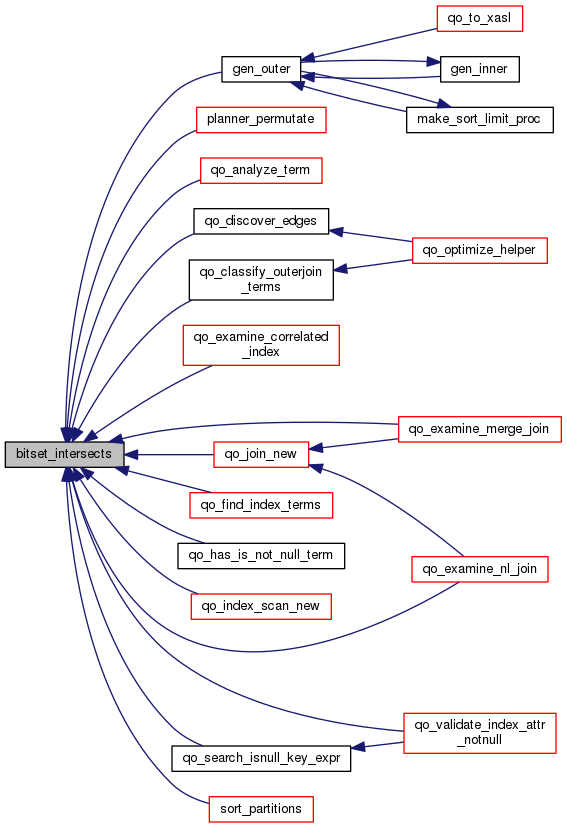 qo_to_xasl
gen_outer
gen_inner
make_sort_limit_proc
planner_permutate
qo_analyze_term
qo_discover_edges
qo_optimize_helper
qo_classify_outerjoin
_terms
qo_examine_correlated
_index
qo_examine_merge_join
bitset_intersects
qo_join_new
qo_find_index_terms
qo_has_is_not_null_term
qo_examine_nl_join
qo_index_scan_new
qo_validate_index_attr
_notnull
qo_search_isnull_key_expr
sort_partitions